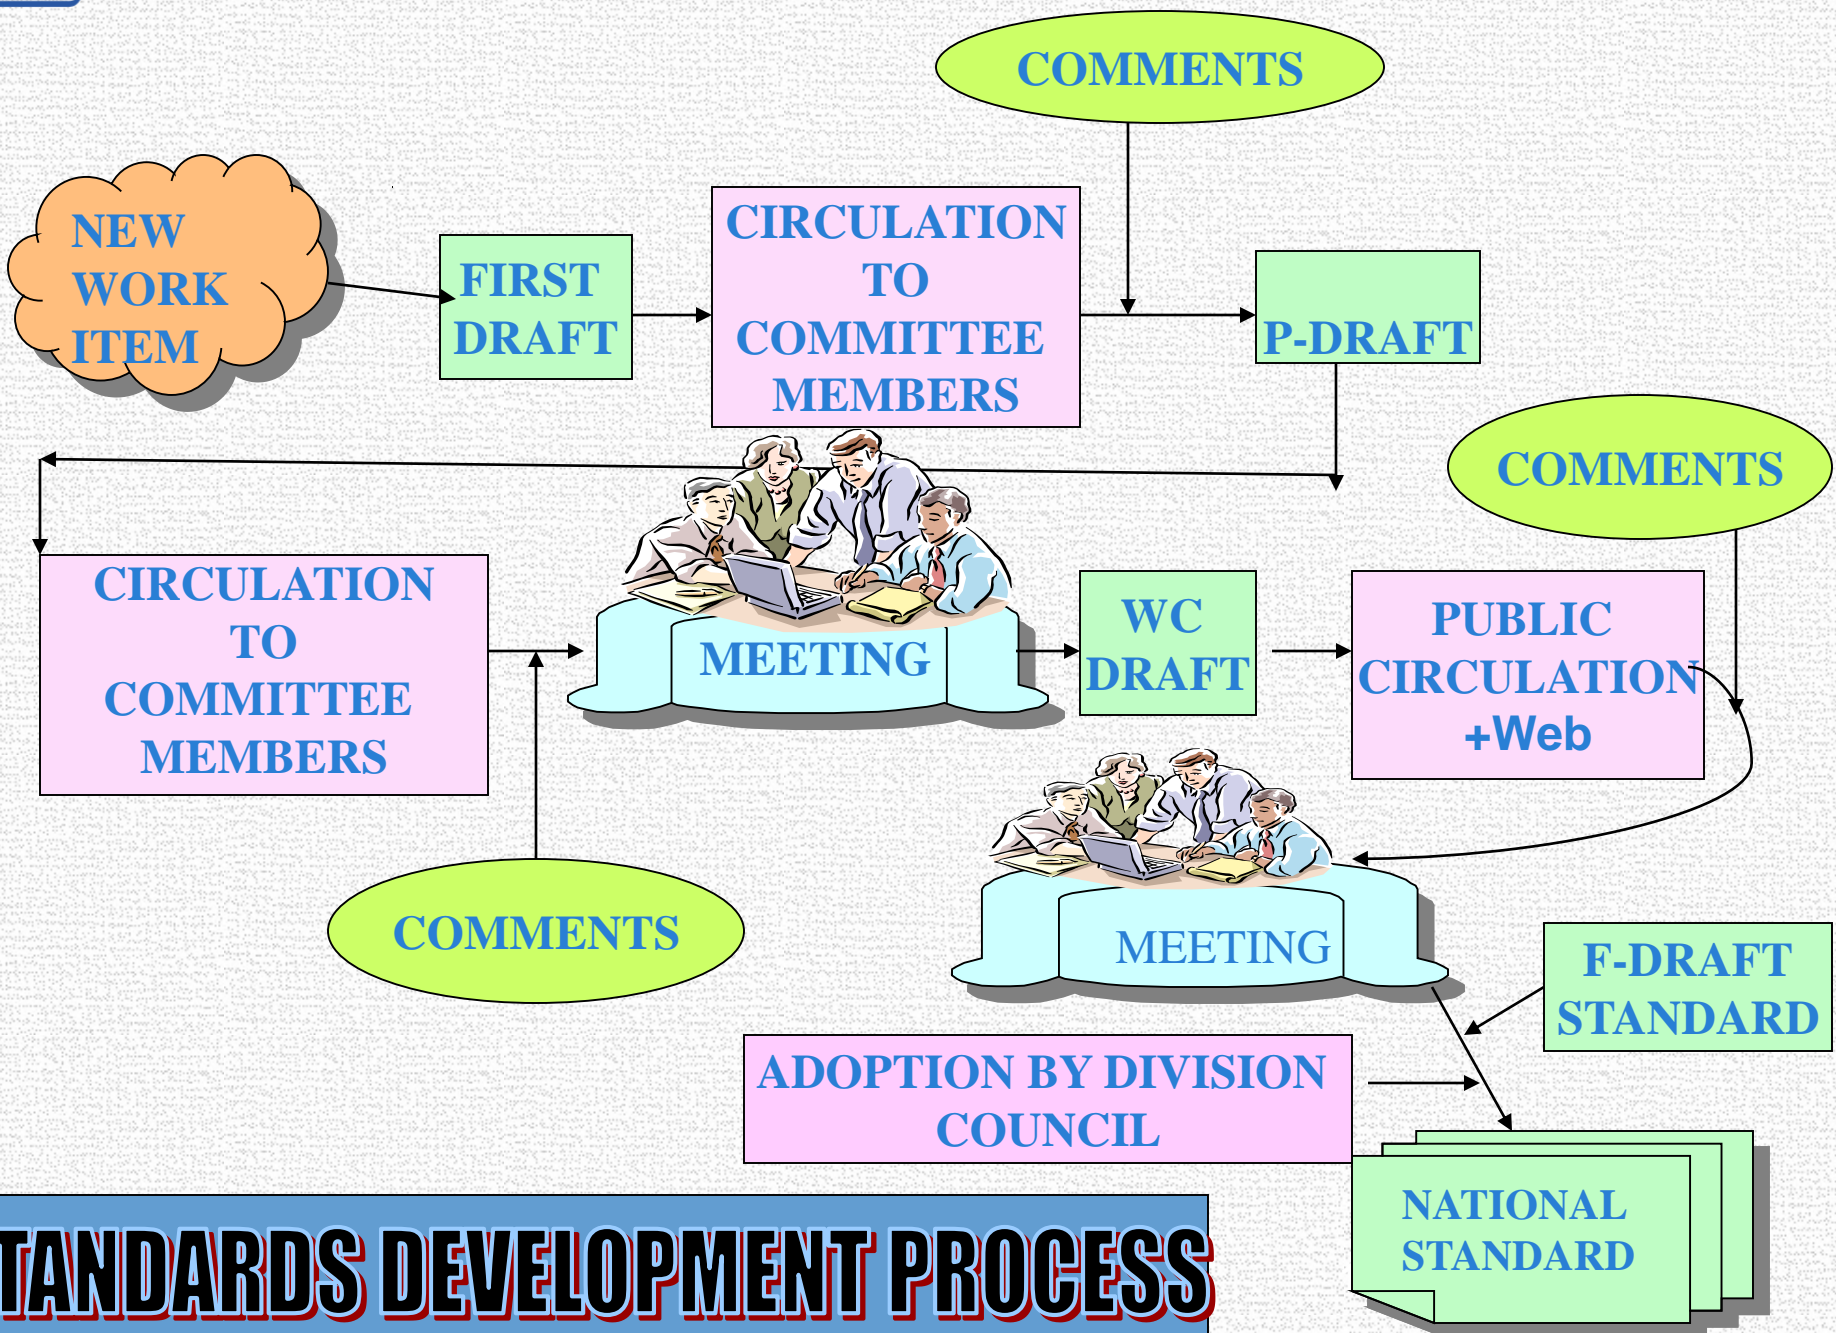 COMMENTS
NEW
WORK
ITEM
FIRST
DRAFT
CIRCULATION
TO
COMMITTEE
MEMBERS
P-DRAFT
COMMENTS
CIRCULATION
TO
COMMITTEE
MEMBERS
MEETING
WC
DRAFT
PUBLIC
CIRCULATION
+Web
COMMENTS
MEETING
F-DRAFT
STANDARD
ADOPTION BY DIVISION
COUNCIL
NATIONAL
STANDARD
TANDARDS DEVELOPMENT PROCESS